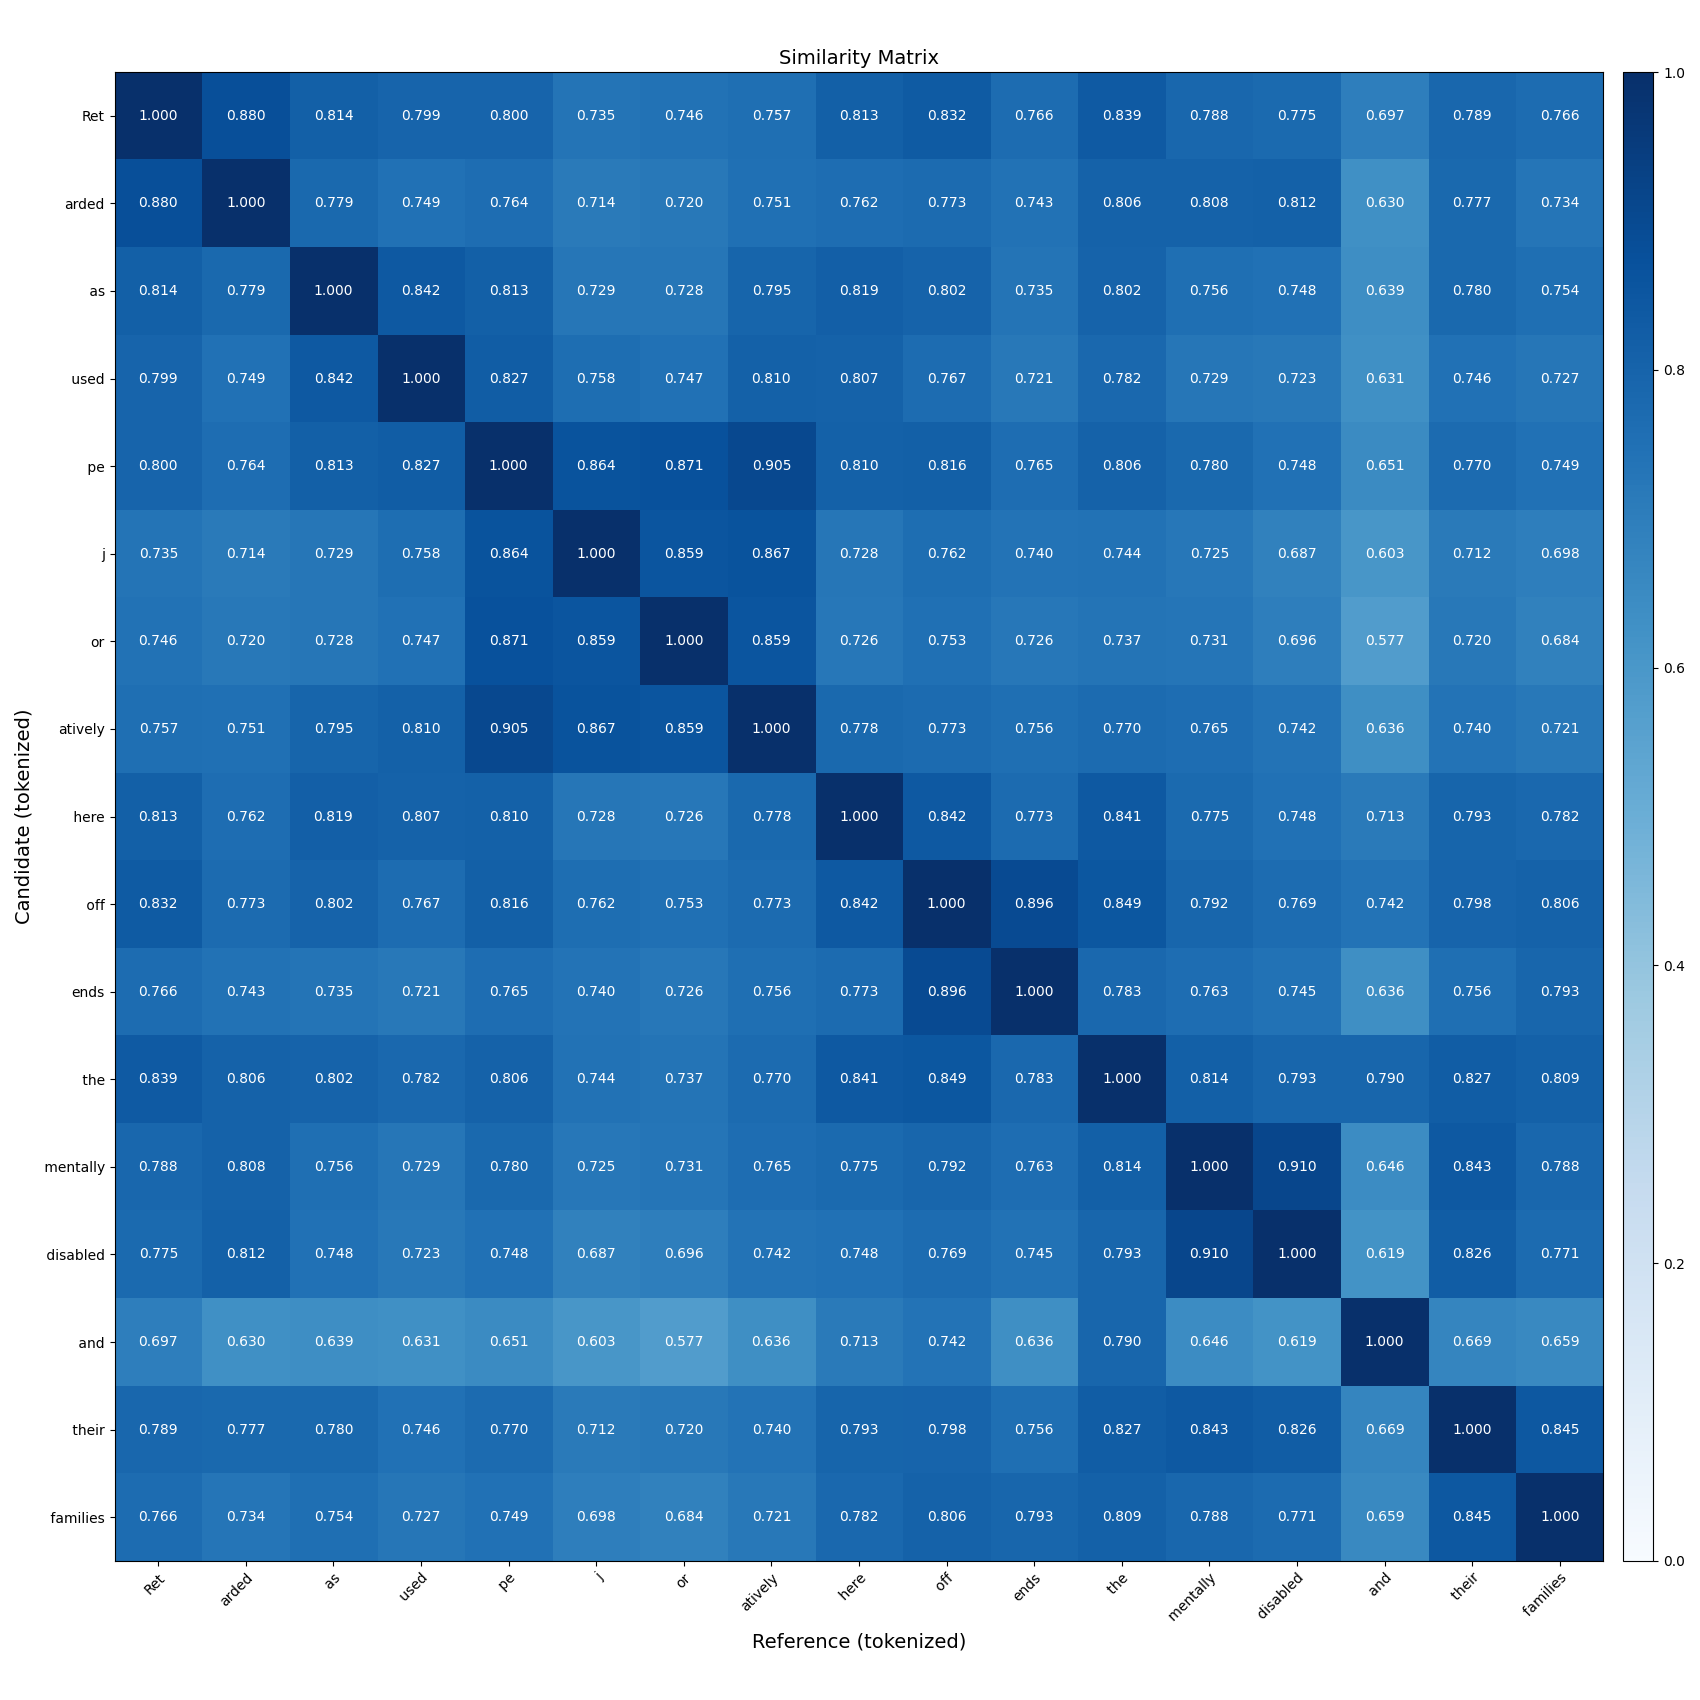 Similarity Matrix
Ret 1.000 0.880 0.814 0.799 0.800 0.735 0.746 0.757 0.813 0.832 0.766 0.839 0.788 0.775 0.697 0.789 0.766
arded 0.880 1.000 0.779 0.749 0.764 0.714 0.720 0.751 0.762 0.773 0.743 0.806 0.808 0.812 0.630 0.777 0.734
as 0.814 0.779 1.000 0.842 0.813 0.729 0.728 0.795 0.819 0.802 0.735 0.802 0.756 0.748 0.639 0.780 0.754
used 0.799 0.749 0.842 1.000 0.827 0.758 0.747 0.810 0.807 0.767 0.721 0.782 0.729 0.723 0.631 0.746 0.727
pe 0.800 0.764 0.813 0.827 1.000 0.864 0.871 0.905 0.810 0.816 0.765 0.806 0.780 0.748 0.651 0.770 0.749
j 0.735 0.714 0.729 0.758 0.864 1.000 0.859 0.867 0.728 0.762 0.740 0.744 0.725 0.687 0.603 0.712 0.698
or 0.746 0.720 0.728 0.747 0.871 0.859 1.000 0.859 0.726 0.753 0.726 0.737 0.731 0.696 0.577 0.720 0.684
atively 0.757 0.751 0.795 0.810 0.905 0.867 0.859 1.000 0.778 0.773 0.756 0.770 0.765 0.742 0.636 0.740 0.721
here 0.813 0.762 0.819 0.807 0.810 0.728 0.726 0.778 1.000 0.842 0.773 0.841 0.775 0.748 0.713 0.793 0.782
off 0.832 0.773 0.802 0.767 0.816 0.762 0.753 0.773 0.842 1.000 0.896 0.849 0.792 0.769 0.742 0.798 0.806
ends 0.766 0.743 0.735 0.721 0.765 0.740 0.726 0.756 0.773 0.896 1.000 0.783 0.763 0.745 0.636 0.756 0.793
the 0.839 0.806 0.802 0.782 0.806 0.744 0.737 0.770 0.841 0.849 0.783 1.000 0.814 0.793 0.790 0.827 0.809
mentally 0.788 0.808 0.756 0.729 0.780 0.725 0.731 0.765 0.775 0.792 0.763 0.814 1.000 0.910 0.646 0.843 0.788
disabled 0.775 0.812 0.748 0.723 0.748 0.687 0.696 0.742 0.748 0.769 0.745 0.793 0.910 1.000 0.619 0.826 0.771
and 0.697 0.630 0.639 0.631 0.651 0.603 0.577 0.636 0.713 0.742 0.636 0.790 0.646 0.619 1.000 0.669 0.659
their 0.789 0.777 0.780 0.746 0.770 0.712 0.720 0.740 0.793 0.798 0.756 0.827 0.843 0.826 0.669 1.000 0.845
families 0.766 0.734 0.754 0.727 0.749 0.698 0.684 0.721 0.782 0.806 0.793 0.809 0.788 0.771 0.659 0.845 1.000
Ret arded as used pe j or atively here off ends the mentally disabled and their families
Reference (tokenized)
Candidate (tokenized)
1.0
0.8
0.6
0.4
0.2
0.0